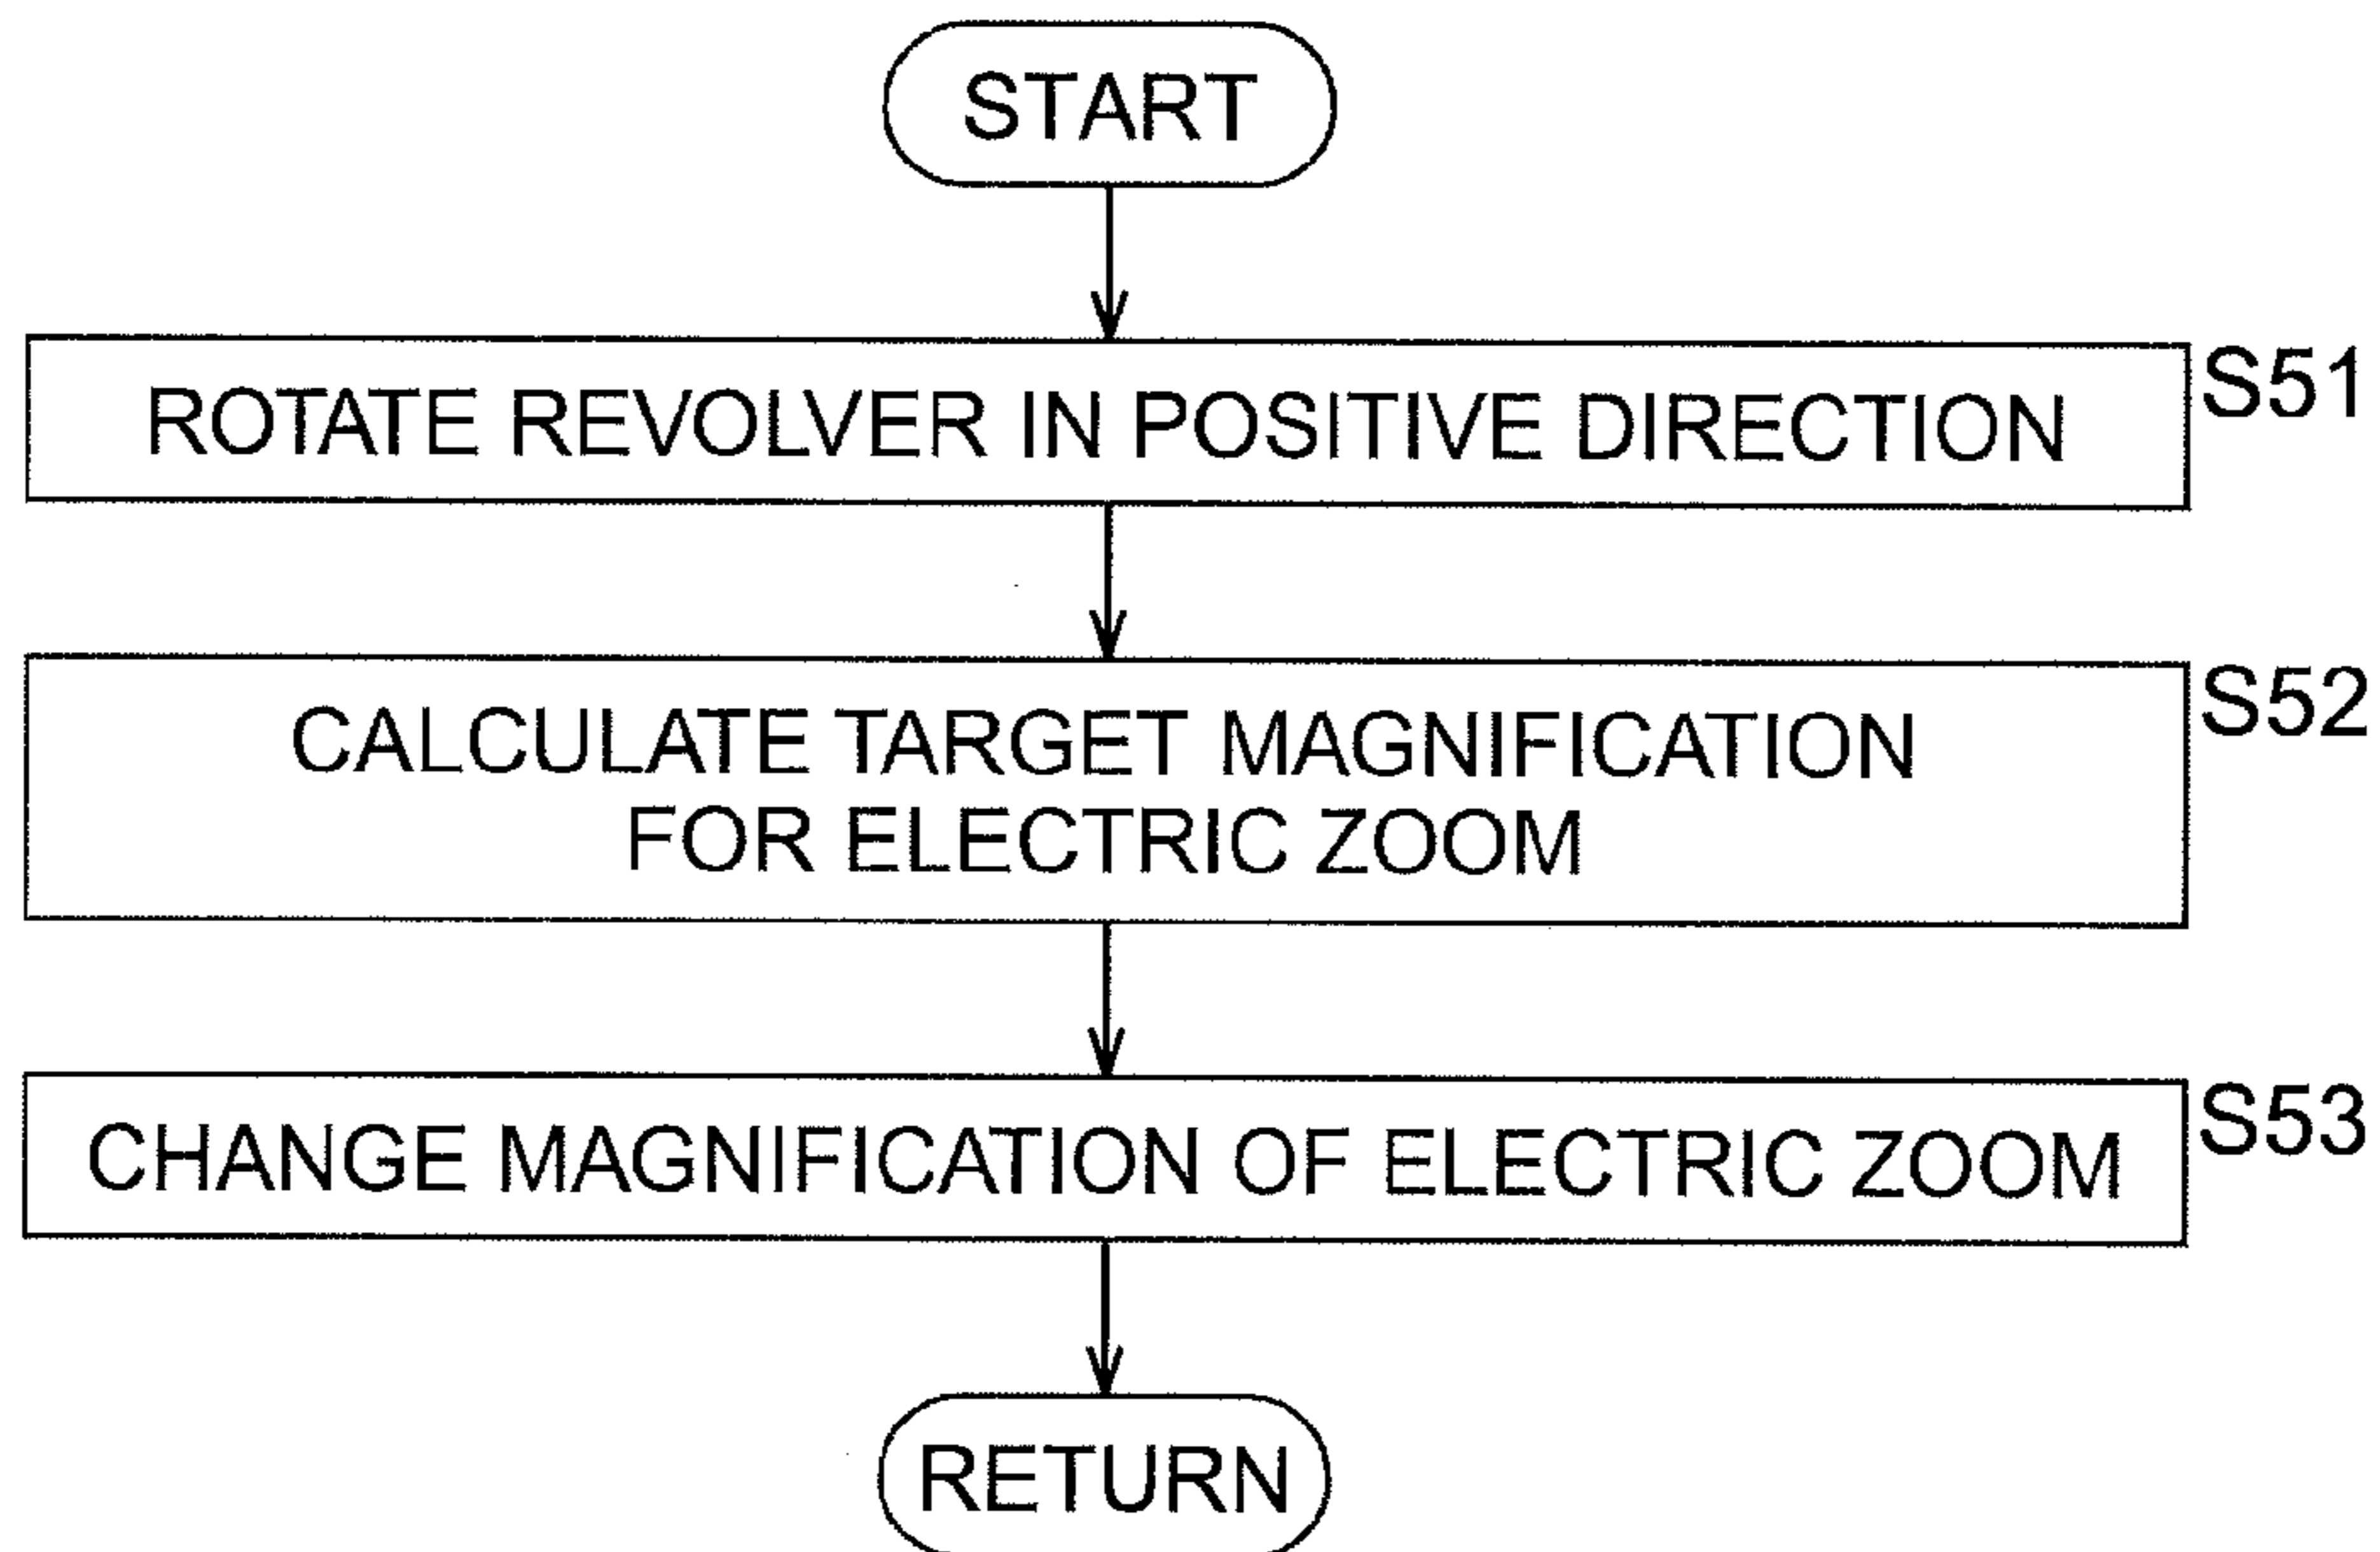 START
ROTATE REVOLVER IN POSITIVE DIRECTION
S51
CALCULATE TARGET MAGNIFICATION
FOR ELECTRIC ZOOM
S52
CHANGE MAGNIFICATION OF ELECTRIC ZOOM
S53
RETURN